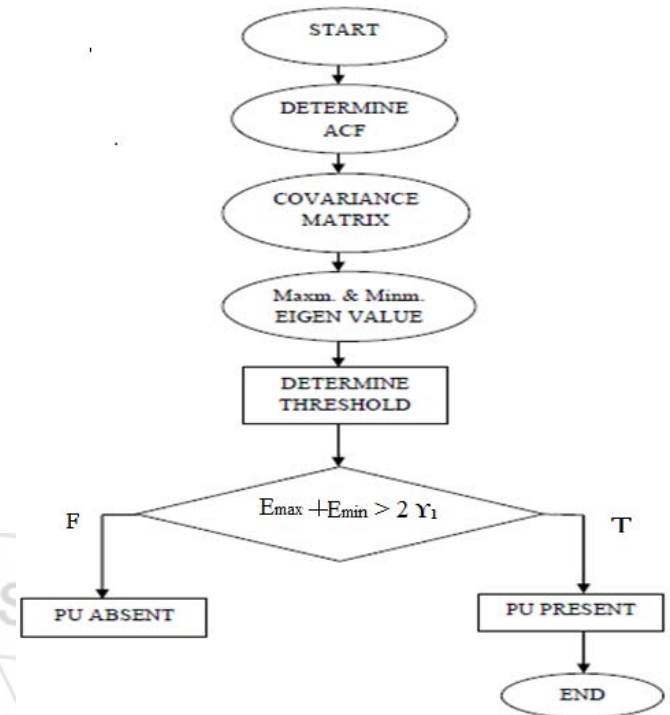 START
DETERMINE
ACF
COVARIANCE
MATRIX
Maxm. & Minm.
EIGEN VALUE
DETERMINE
THRESHOLD
Emax +Emin > 2 ϒ1
F
T
PU ABSENT
PU PRESENT
END
S